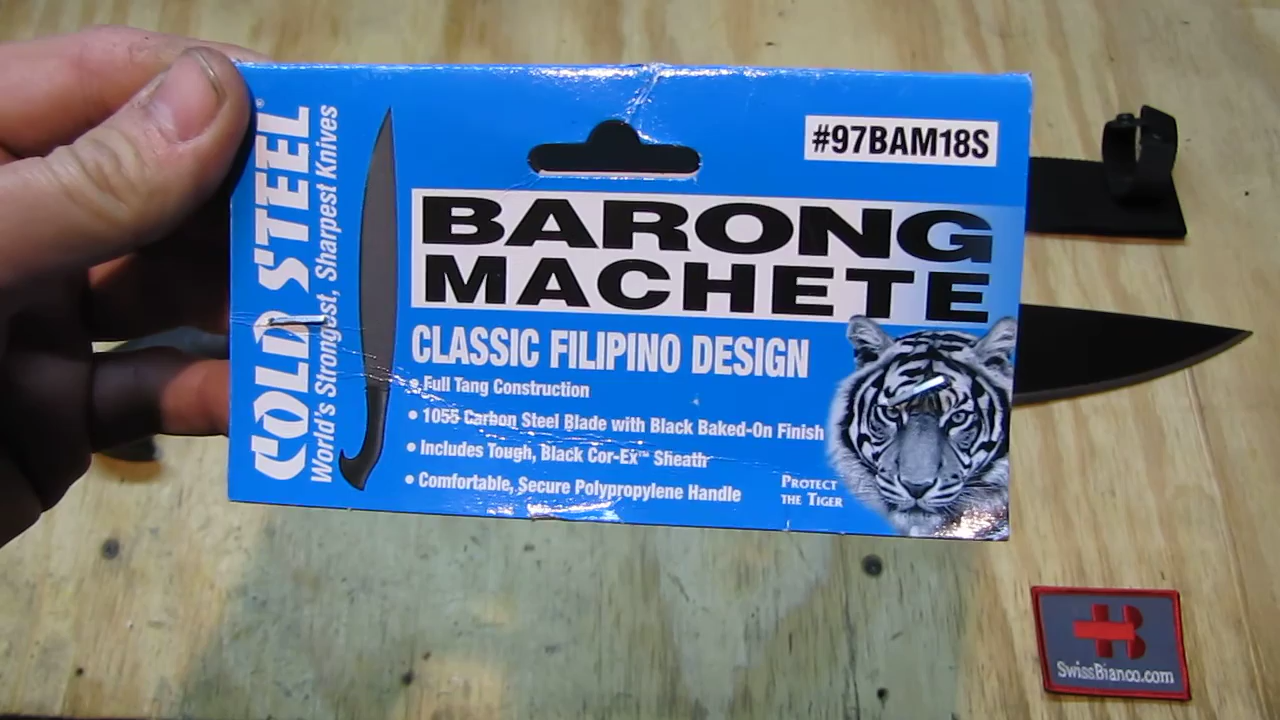 COLD STEEL®
World's Strongest, Sharpest Knives
#97BAM18S
BARONG
MACHETE
CLASSIC FILIPINO DESIGN
• Full Tang Construction
• 1055 Carbon Steel Blade with Black Baked-On Finish
• Includes Tough, Black Cor-Ex™ Sheath
• Comfortable, Secure Polypropylene Handle
PROTECT
THE TIGER
SwissBianco.com